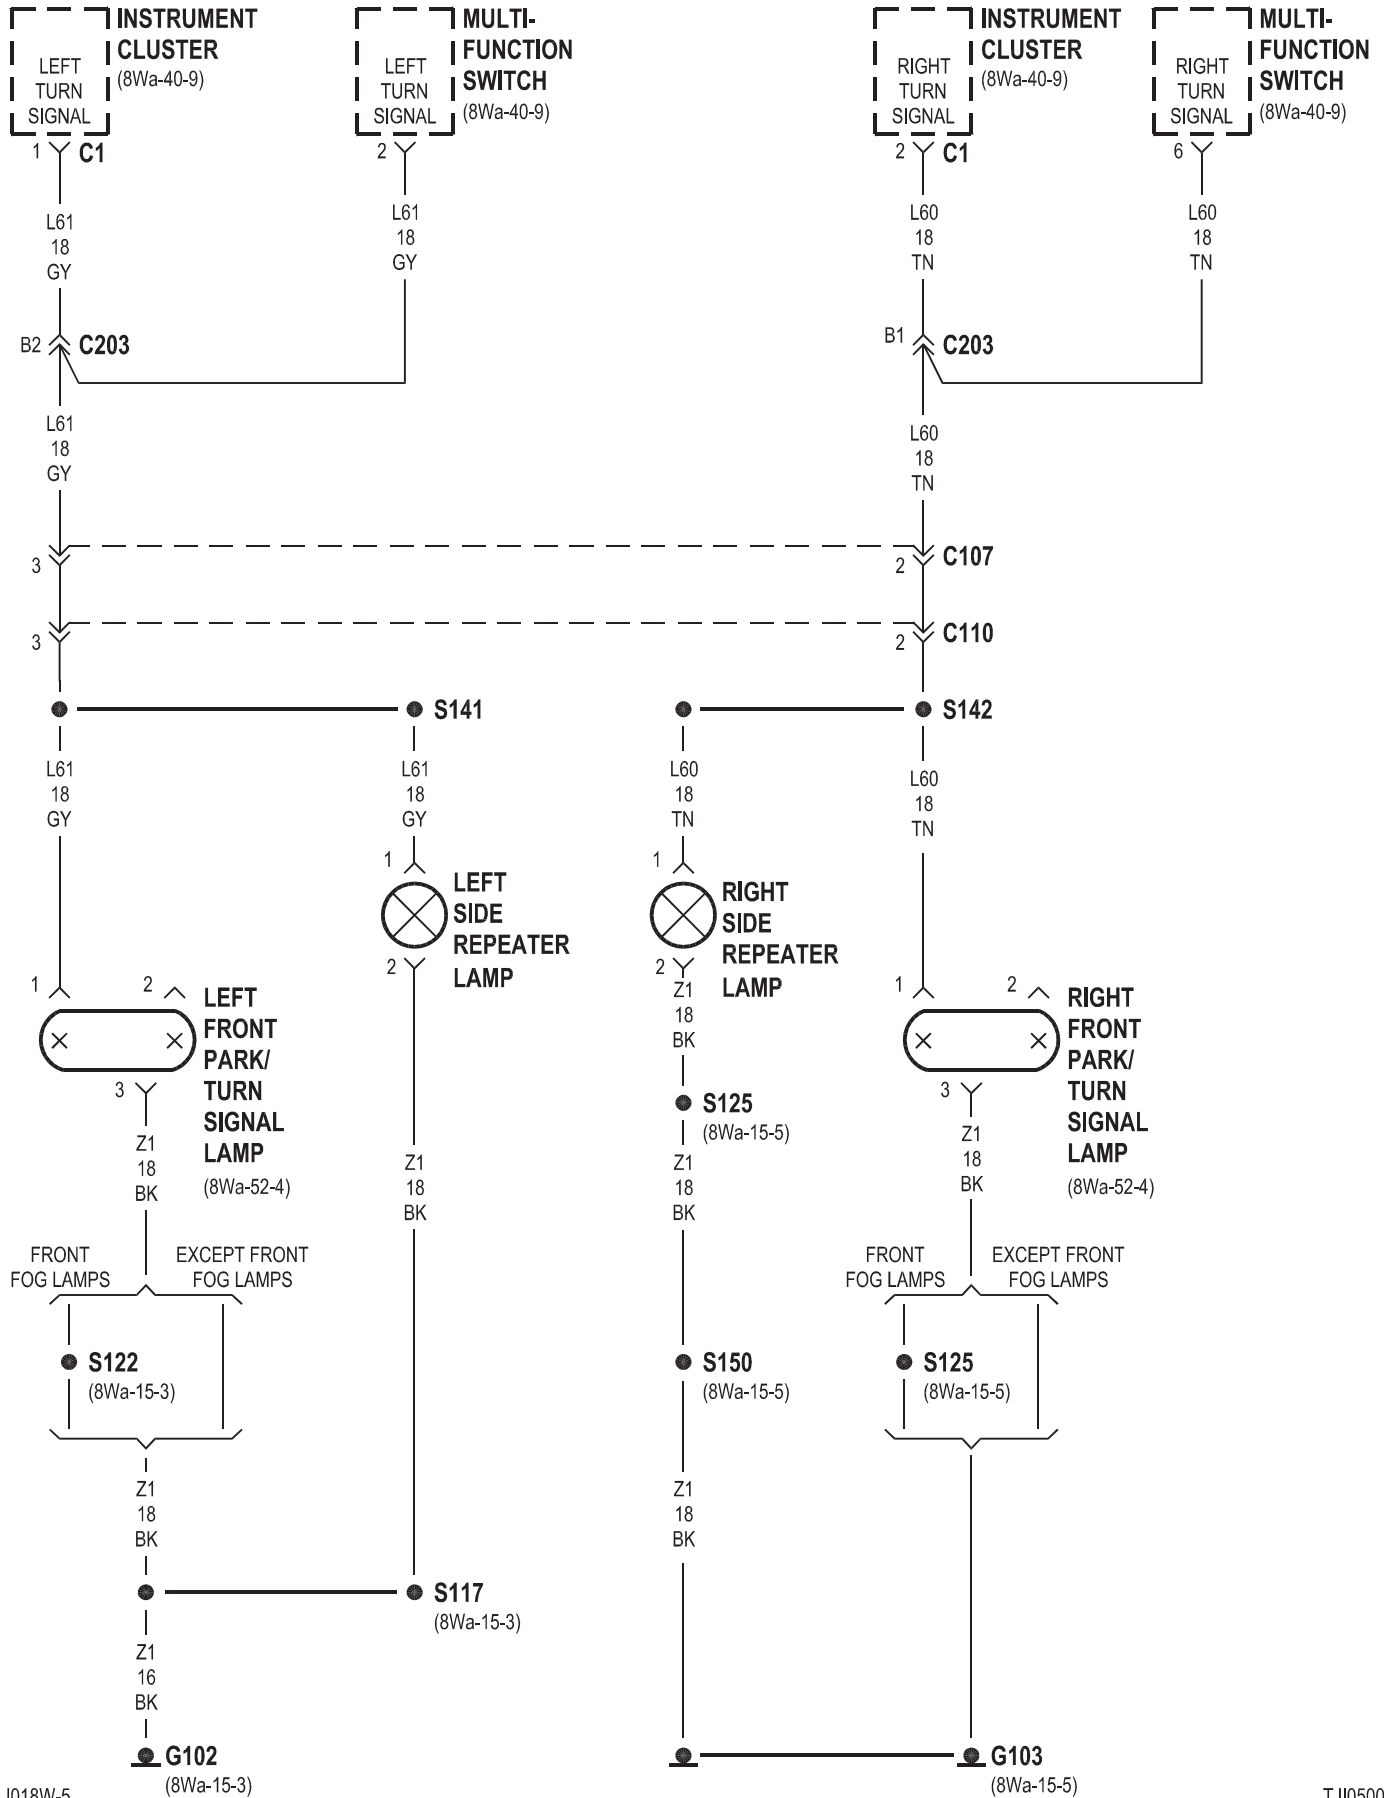 INSTRUMENT
CLUSTER
(8Wa-40-9)
LEFT
TURN
SIGNAL
1
C1
MULTI-
FUNCTION
SWITCH
(8Wa-40-9)
LEFT
TURN
SIGNAL
2
INSTRUMENT
CLUSTER
(8Wa-40-9)
RIGHT
TURN
SIGNAL
2
C1
MULTI-
FUNCTION
SWITCH
(8Wa-40-9)
RIGHT
TURN
SIGNAL
6
L61
18
GY
L61
18
GY
L60
18
TN
L60
18
TN
B2
C203
B1
C203
L61
18
GY
L60
18
TN
3
2
C107
3
2
C110
S141
S142
L61
18
GY
L61
18
GY
L60
18
TN
L60
18
TN
1
LEFT
SIDE
REPEATER
LAMP
2
1
RIGHT
SIDE
REPEATER
LAMP
2
1
2
LEFT
FRONT
PARK/
TURN
SIGNAL
LAMP
(8Wa-52-4)
3
Z1
18
BK
Z1
18
BK
Z1
18
BK
S125
(8Wa-15-5)
Z1
18
BK
1
2
RIGHT
FRONT
PARK/
TURN
SIGNAL
LAMP
(8Wa-52-4)
3
Z1
18
BK
FRONT
FOG LAMPS
EXCEPT FRONT
FOG LAMPS
FRONT
FOG LAMPS
EXCEPT FRONT
FOG LAMPS
S122
(8Wa-15-3)
S150
(8Wa-15-5)
S125
(8Wa-15-5)
Z1
18
BK
Z1
18
BK
S117
(8Wa-15-3)
Z1
16
BK
G102
(8Wa-15-3)
G103
(8Wa-15-5)
J018W-5
TJI0500